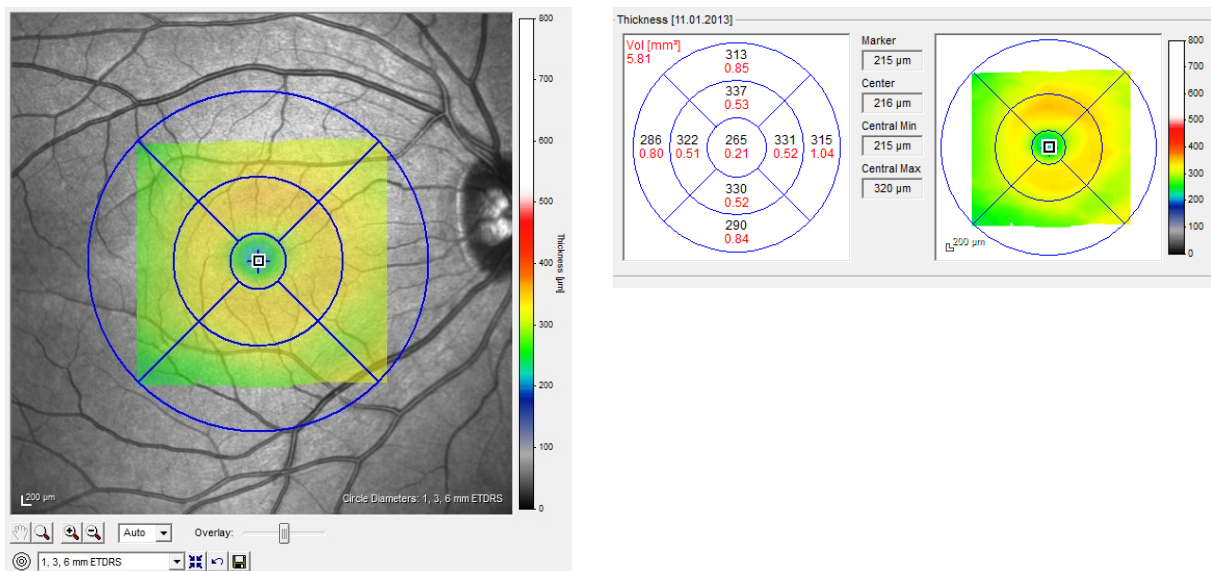 800
700
600
500
400
300
200
100
0
Thickness [µm]
200 µm
Circle Diameters: 1, 3, 6 mm ETDRS
Auto
Overlay:
1, 3, 6 mm ETDRS
Thickness [11.01.2013]
Vol [mm³]
5.81
313
0.85
337
0.53
286 322 265 331 315
0.80 0.51 0.21 0.52 1.04
330
0.52
290
0.84
Marker
215 µm
Center
216 µm
Central Min
215 µm
Central Max
320 µm
200 µm
800
700
600
500
400
300
200
100
0